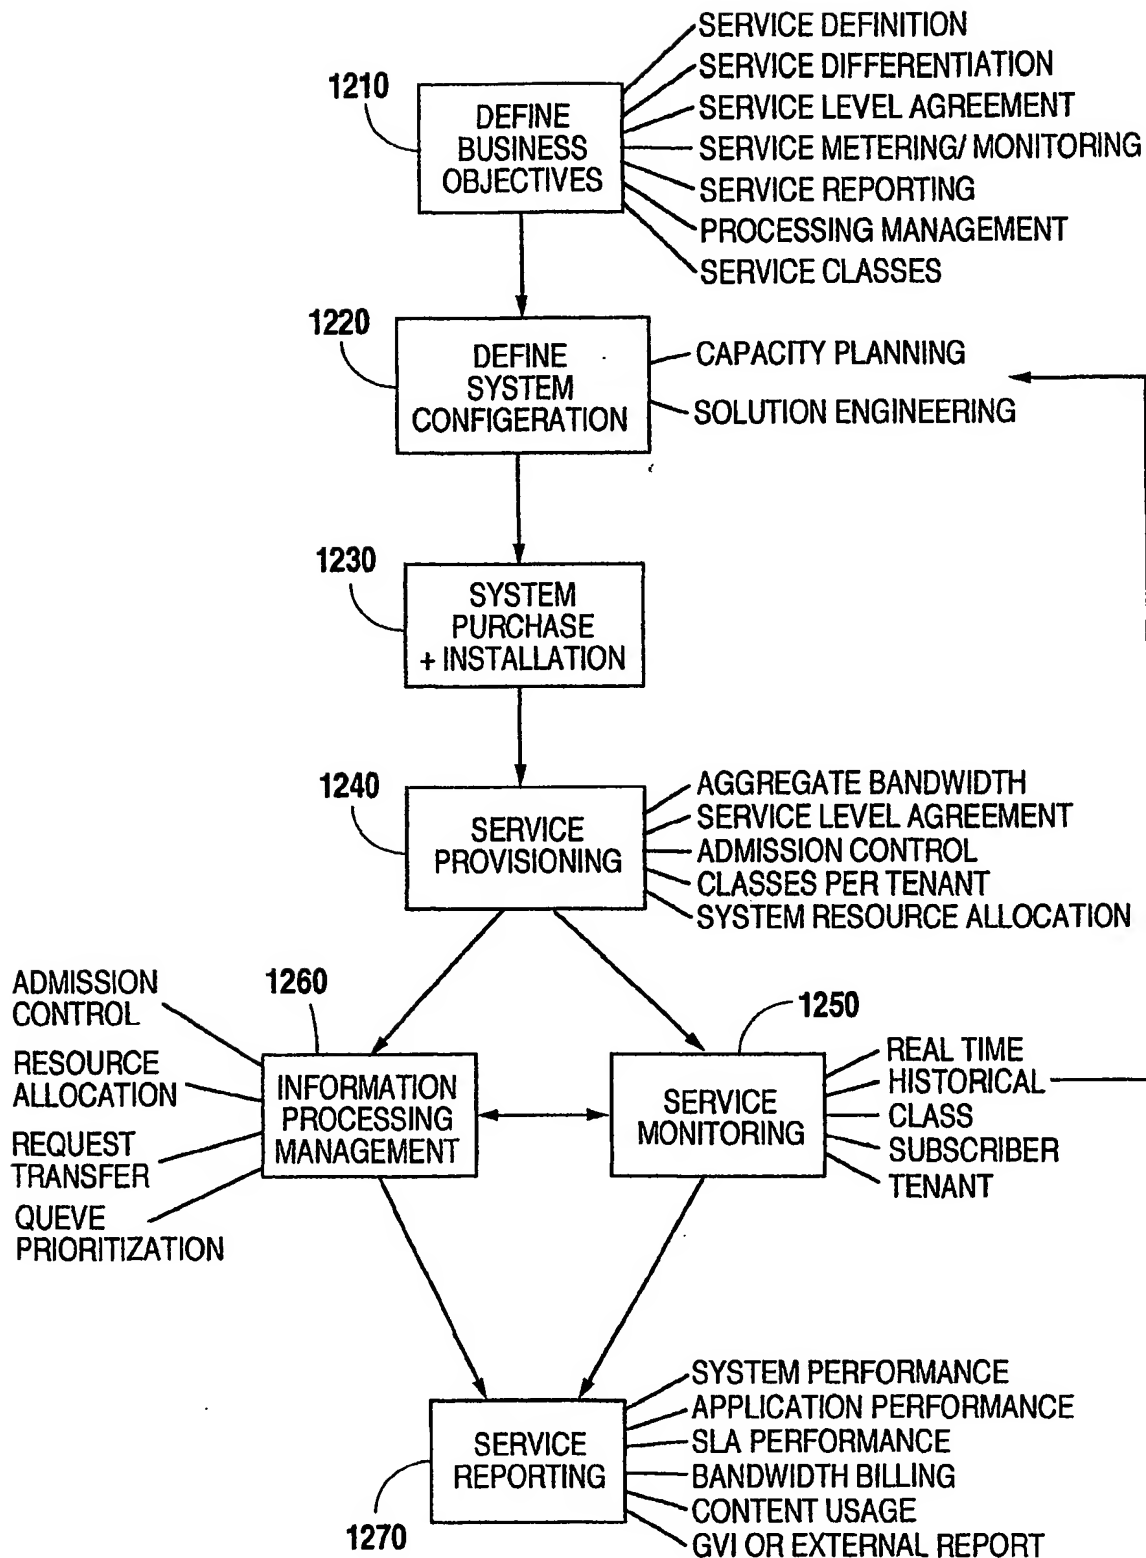 1210
DEFINE
BUSINESS
OBJECTIVES
SERVICE DEFINITION
SERVICE DIFFERENTIATION
SERVICE LEVEL AGREEMENT
SERVICE METERING/ MONITORING
SERVICE REPORTING
PROCESSING MANAGEMENT
SERVICE CLASSES
1220
DEFINE
SYSTEM
CONFIGERATION
CAPACITY PLANNING
SOLUTION ENGINEERING
1230
SYSTEM
PURCHASE
+ INSTALLATION
1240
SERVICE
PROVISIONING
AGGREGATE BANDWIDTH
SERVICE LEVEL AGREEMENT
ADMISSION CONTROL
CLASSES PER TENANT
SYSTEM RESOURCE ALLOCATION
ADMISSION
CONTROL
RESOURCE
ALLOCATION
REQUEST
TRANSFER
QUEVE
PRIORITIZATION
1260
INFORMATION
PROCESSING
MANAGEMENT
1250
SERVICE
MONITORING
REAL TIME
HISTORICAL
CLASS
SUBSCRIBER
TENANT
SERVICE
REPORTING
1270
SYSTEM PERFORMANCE
APPLICATION PERFORMANCE
SLA PERFORMANCE
BANDWIDTH BILLING
CONTENT USAGE
GVI OR EXTERNAL REPORT